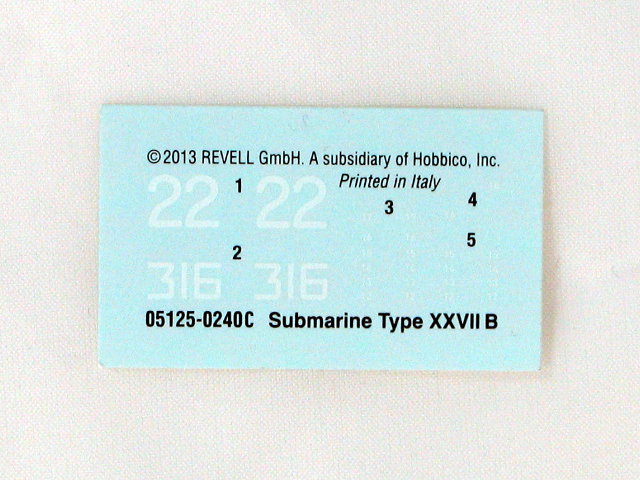 ©2013 REVELL GmbH. A subsidiary of Hobbico, Inc.
Printed in Italy
22 1 22
3 4
2 5
316 316
05125-0240C Submarine Type XXVII B